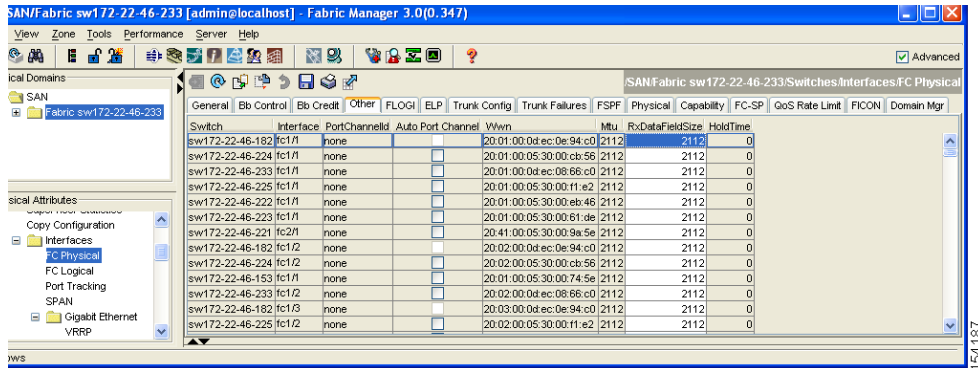 SAN/Fabric sw172-22-46-233 [admin@localhost] - Fabric Manager 3.0(0.347)
View Zone Tools Performance Server Help
Advanced
ical Domains
SAN
Fabric sw172-22-46-233
/SAN/Fabric sw172-22-46-233/Switches/Interfaces/FC Physical
General Bb Control Bb Credit Other FLOGI ELP Trunk Config Trunk Failures FSPF Physical Capability FC-SP QoS Rate Limit FICON Domain Mgr
Switch Interface PortChannelId Auto Port Channel Wwn Mtu RxDataFieldSize HoldTime
sw172-22-46-182 fc1/1 none 20:01:00:0d:ec:0e:94:c0 2112 2112 0
sw172-22-46-224 fc1/1 none 20:01:00:05:30:00:cb:56 2112 2112 0
sw172-22-46-233 fc1/1 none 20:01:00:0d:ec:08:66:c0 2112 2112 0
sw172-22-46-225 fc1/1 none 20:01:00:05:30:00:f1:e2 2112 2112 0
sw172-22-46-222 fc1/1 none 20:01:00:05:30:00:eb:46 2112 2112 0
sw172-22-46-223 fc1/1 none 20:01:00:05:30:00:61:de 2112 2112 0
sw172-22-46-221 fc2/1 none 20:41:00:05:30:00:9a:5e 2112 2112 0
sw172-22-46-182 fc1/2 none 20:02:00:0d:ec:0e:94:c0 2112 2112 0
sw172-22-46-224 fc1/2 none 20:02:00:05:30:00:cb:56 2112 2112 0
sw172-22-46-153 fc1/1 none 20:01:00:05:30:00:74:5e 2112 2112 0
sw172-22-46-233 fc1/2 none 20:02:00:0d:ec:08:66:c0 2112 2112 0
sw172-22-46-182 fc1/3 none 20:03:00:0d:ec:0e:94:c0 2112 2112 0
sw172-22-46-225 fc1/2 none 20:02:00:05:30:00:f1:e2 2112 2112 0
sical Attributes
Copy Configuration
Interfaces
FC Physical
FC Logical
Port Tracking
SPAN
Gigabit Ethernet
VRRP
ows
154187